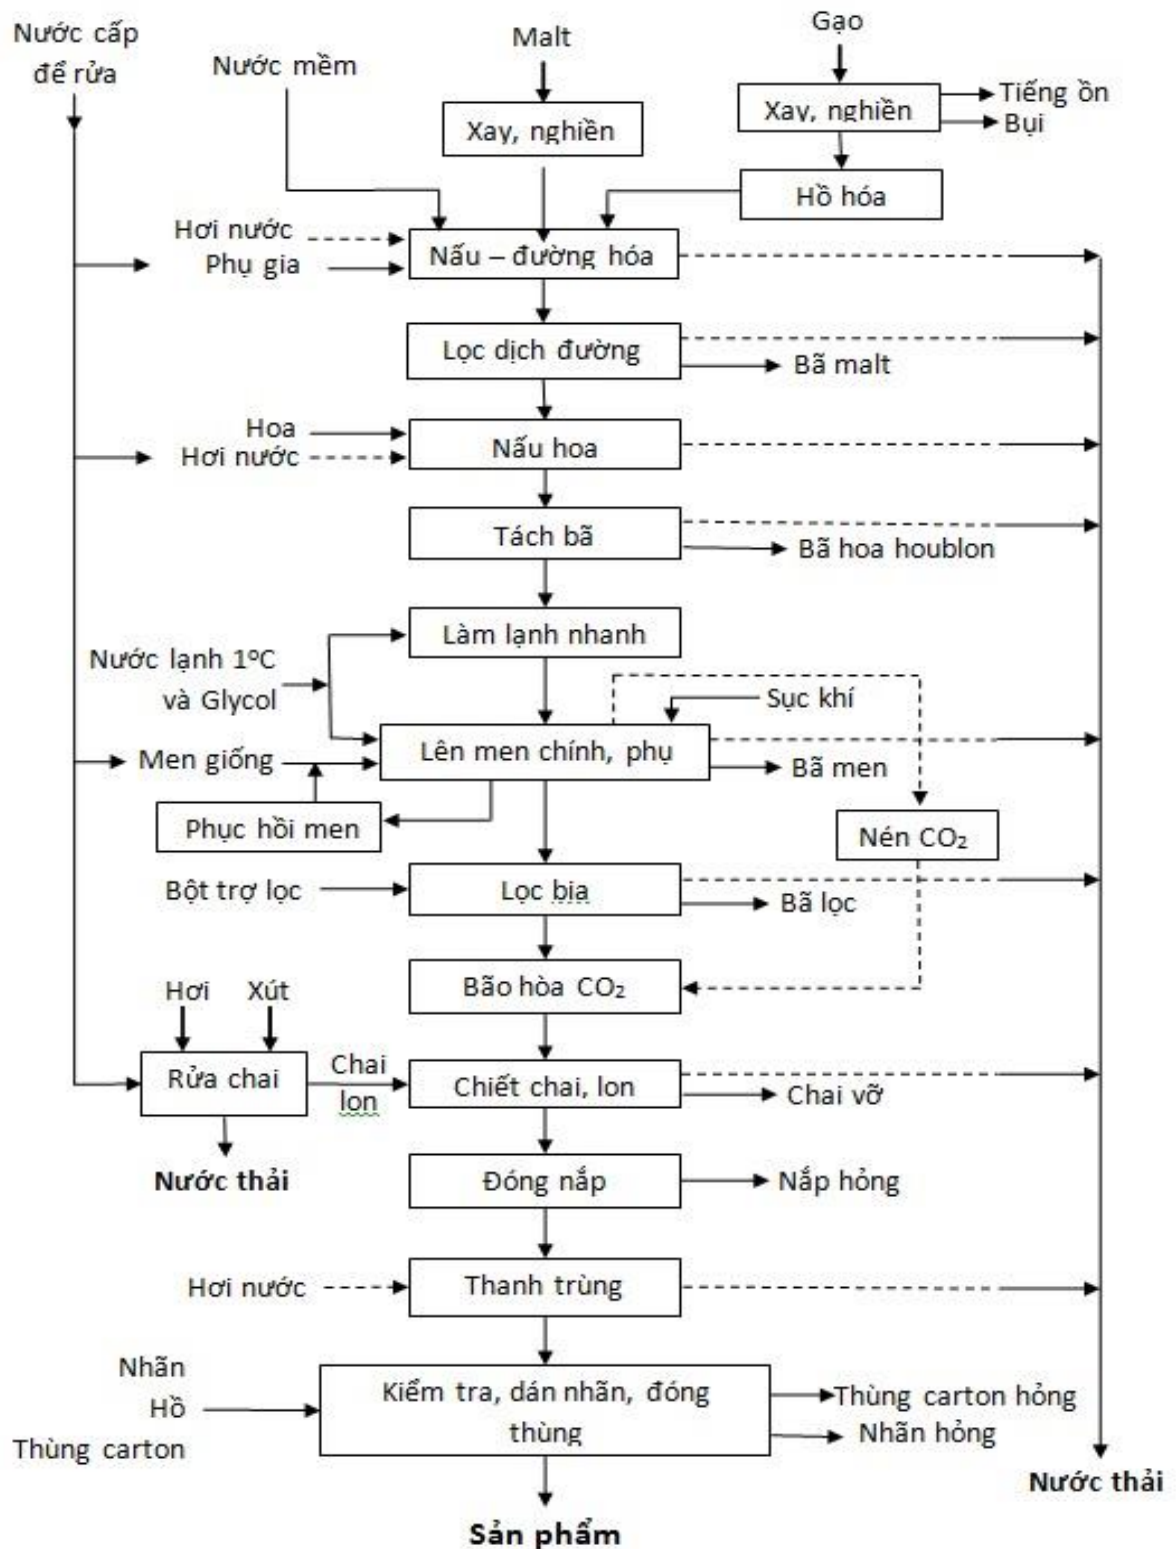 Nước cấp
để rửa
Nước mềm
Malt
Gạo
Xay, nghiền
Xay, nghiền
Tiếng ồn
Bụi
Hồ hóa
Hơi nước
Phụ gia
Nấu – đường hóa
Lọc dịch đường
Bã malt
Hoa
Hơi nước
Nấu hoa
Tách bã
Bã hoa houblon
Làm lạnh nhanh
Nước lạnh 1°C
và Glycol
Sục khí
Men giống
Lên men chính, phụ
Bã men
Phục hồi men
Nén CO₂
Bột trợ lọc
Lọc bia
Bã lọc
Bão hòa CO₂
Hơi
Xút
Rửa chai
Chai
lon
Chiết chai, lon
Chai vỡ
Nước thải
Đóng nắp
Nắp hỏng
Hơi nước
Thanh trùng
Nhãn
Hồ
Thùng carton
Kiểm tra, dán nhãn, đóng
thùng
Thùng carton hỏng
Nhãn hỏng
Nước thải
Sản phẩm